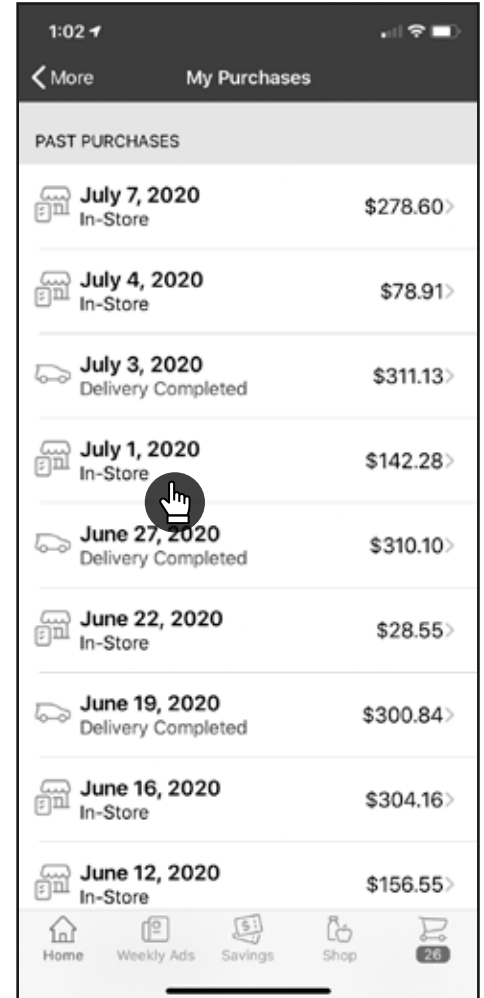 1:02
More My Purchases
PAST PURCHASES
July 7, 2020
In-Store
$278.60
July 4, 2020
In-Store
$78.91
July 3, 2020
Delivery Completed
$311.13
July 1, 2020
In-Store
$142.28
June 27, 2020
Delivery Completed
$310.10
June 22, 2020
In-Store
$28.55
June 19, 2020
Delivery Completed
$300.84
June 16, 2020
In-Store
$304.16
June 12, 2020
In-Store
$156.55
Home Weekly Ads Savings Shop 26